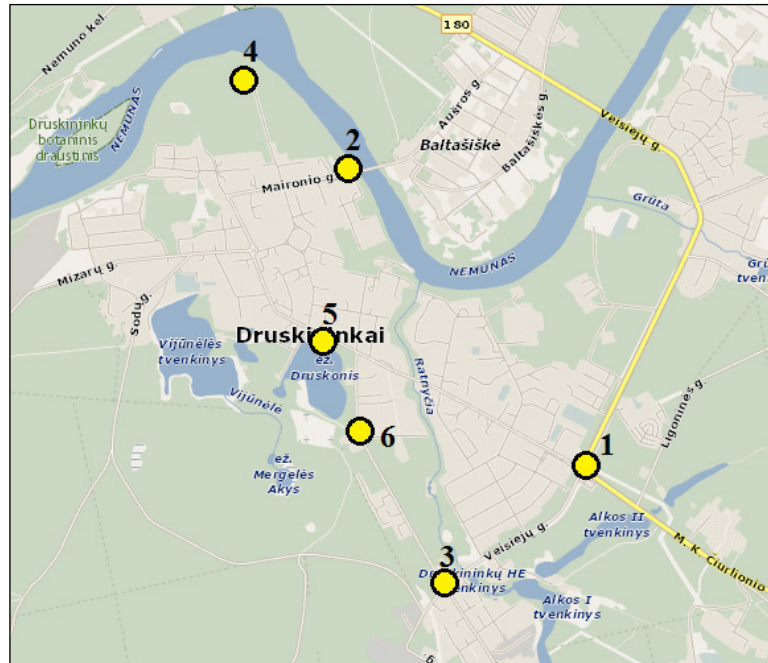 180
Nemuno kel.
4
Aušros g.
NEMUNAS
Veisiejų g.
Druskininkų
botaninis
draustinis
2
Baltašiškė
Baltašiškės g.
Maironio g.
Grūta
NEMUNAS
Mizarų g.
Sodų g.
5
Druskininkai
Vijūnėlės
tvenkinys
ež.
Druskonis
Ratnyčia
Vijūnėlė
Ligoninės g.
6
1
ež.
Mergelės
Akys
Alkos II
tvenkinys
Veisiejų g.
3
M. K. Čiurlionio
Druskininkų HE
tvenkinys
Alkos I
tvenkinys